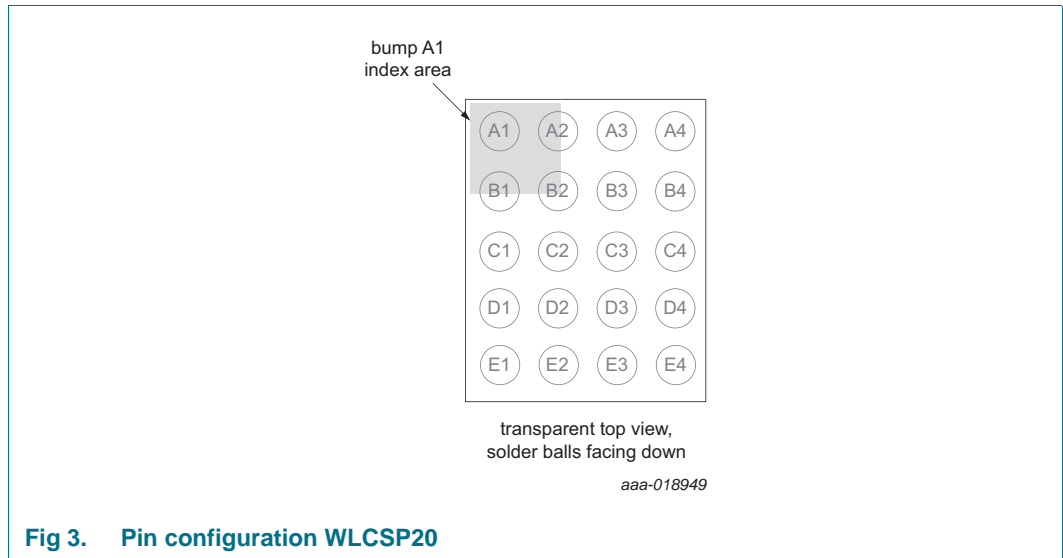 bump A1
index area
A1 A2 A3 A4
B1 B2 B3 B4
C1 C2 C3 C4
D1 D2 D3 D4
E1 E2 E3 E4
transparent top view,
solder balls facing down
aaa-018949
Fig 3. Pin configuration WLCSP20